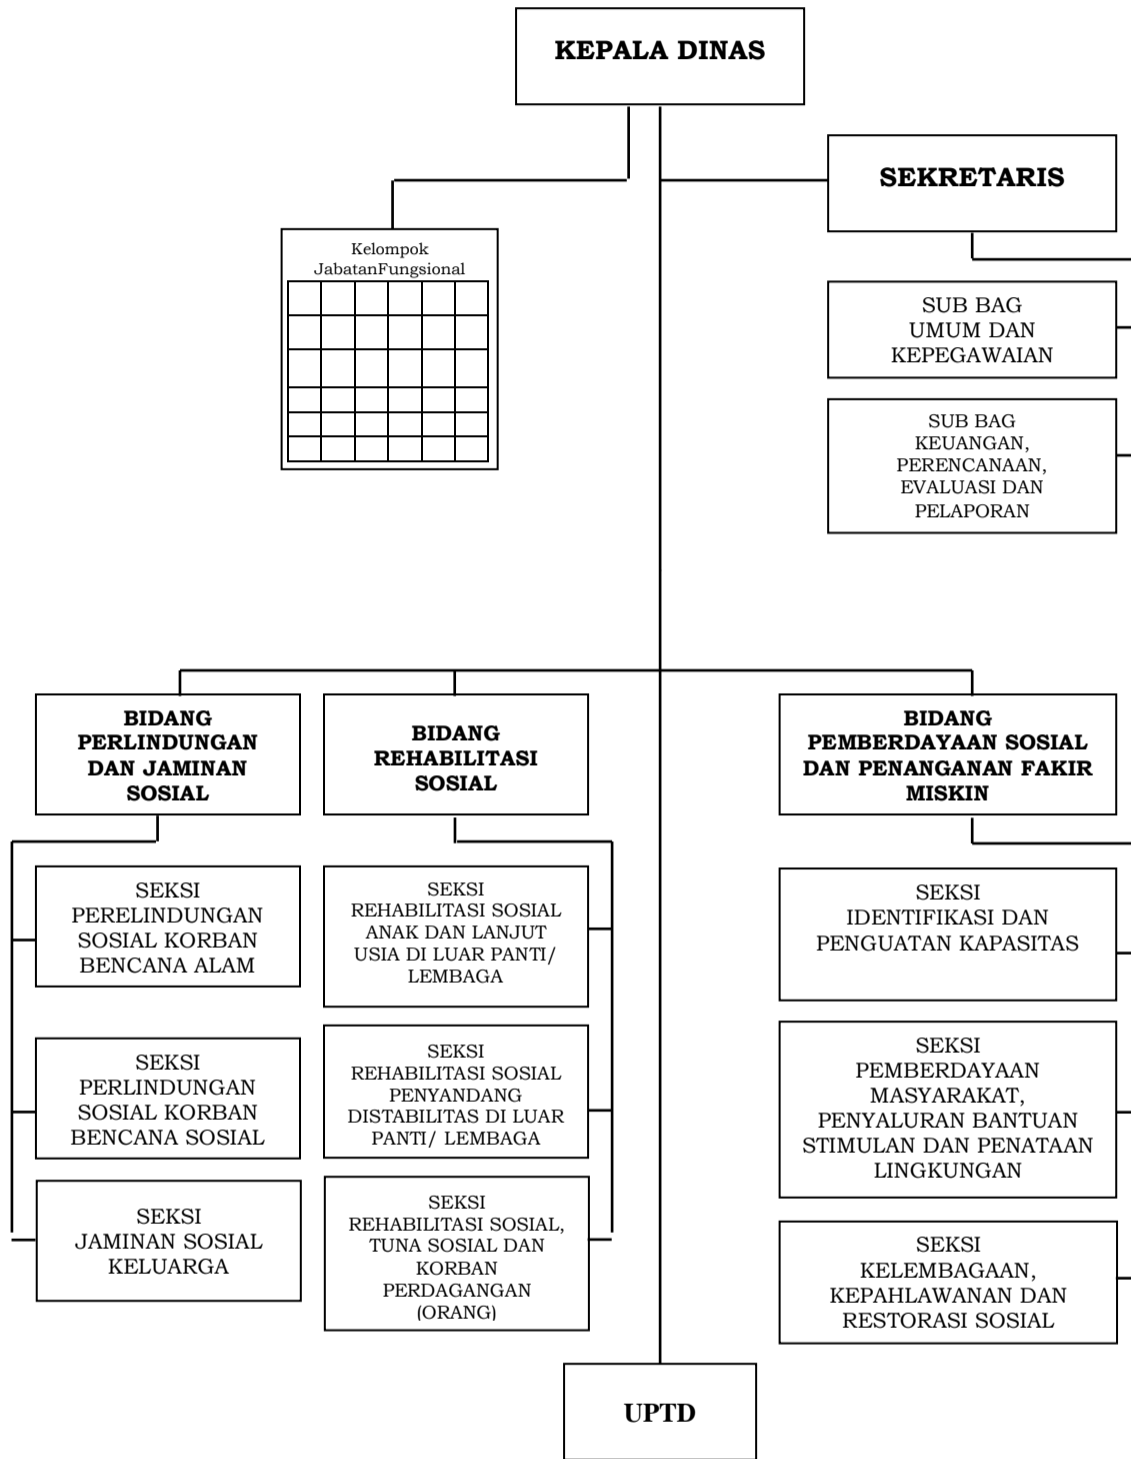 KEPALA DINAS
SEKRETARIS
Kelompok
JabatanFungsional
SUB BAG
UMUM DAN
KEPEGAWAIAN
SUB BAG
KEUANGAN,
PERENCANAAN,
EVALUASI DAN
PELAPORAN
BIDANG
PERLINDUNGAN
DAN JAMINAN
SOSIAL
BIDANG
REHABILITASI
SOSIAL
BIDANG
PEMBERDAYAAN SOSIAL
DAN PENANGANAN FAKIR
MISKIN
SEKSI
PERELINDUNGAN
SOSIAL KORBAN
BENCANA ALAM
SEKSI
REHABILITASI SOSIAL
ANAK DAN LANJUT
USIA DI LUAR PANTI/
LEMBAGA
SEKSI
IDENTIFIKASI DAN
PENGUATAN KAPASITAS
SEKSI
PERLINDUNGAN
SOSIAL KORBAN
BENCANA SOSIAL
SEKSI
REHABILITASI SOSIAL
PENYANDANG
DISTABILITAS DI LUAR
PANTI/ LEMBAGA
SEKSI
PEMBERDAYAAN
MASYARAKAT,
PENYALURAN BANTUAN
STIMULAN DAN PENATAAN
LINGKUNGAN
SEKSI
JAMINAN SOSIAL
KELUARGA
SEKSI
REHABILITASI SOSIAL,
TUNA SOSIAL DAN
KORBAN
PERDAGANGAN
(ORANG)
SEKSI
KELEMBAGAAN,
KEPAHLAWANAN DAN
RESTORASI SOSIAL
UPTD